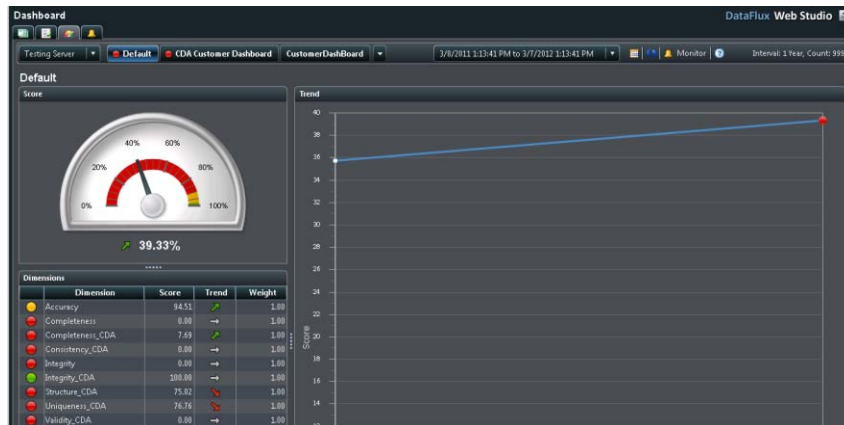 Dashboard
DataFlux Web Studio
Testing Server
Default
CDA Customer Dashboard
CustomerDashBoard
3/8/2011 1:13:41 PM to 3/7/2012 1:13:41 PM
Monitor
Interval: 1 Year, Count: 999
Default
Score
0%
20%
40%
60%
80%
100%
39.33%
Dimensions
Dimension Score Trend Weight
Accuracy 94.51 1.00
Completeness 0.00 1.00
Completeness_CDA 7.69 1.00
Consistency_CDA 0.00 1.00
Integrity 0.00 1.00
Integrity_CDA 100.00 1.00
Structure_CDA 75.02 1.00
Uniqueness_CDA 76.76 1.00
Validity_CDA 0.00 1.00
Trend
40
38
36
34
32
30
28
26
24
22
20
18
16
14
Score